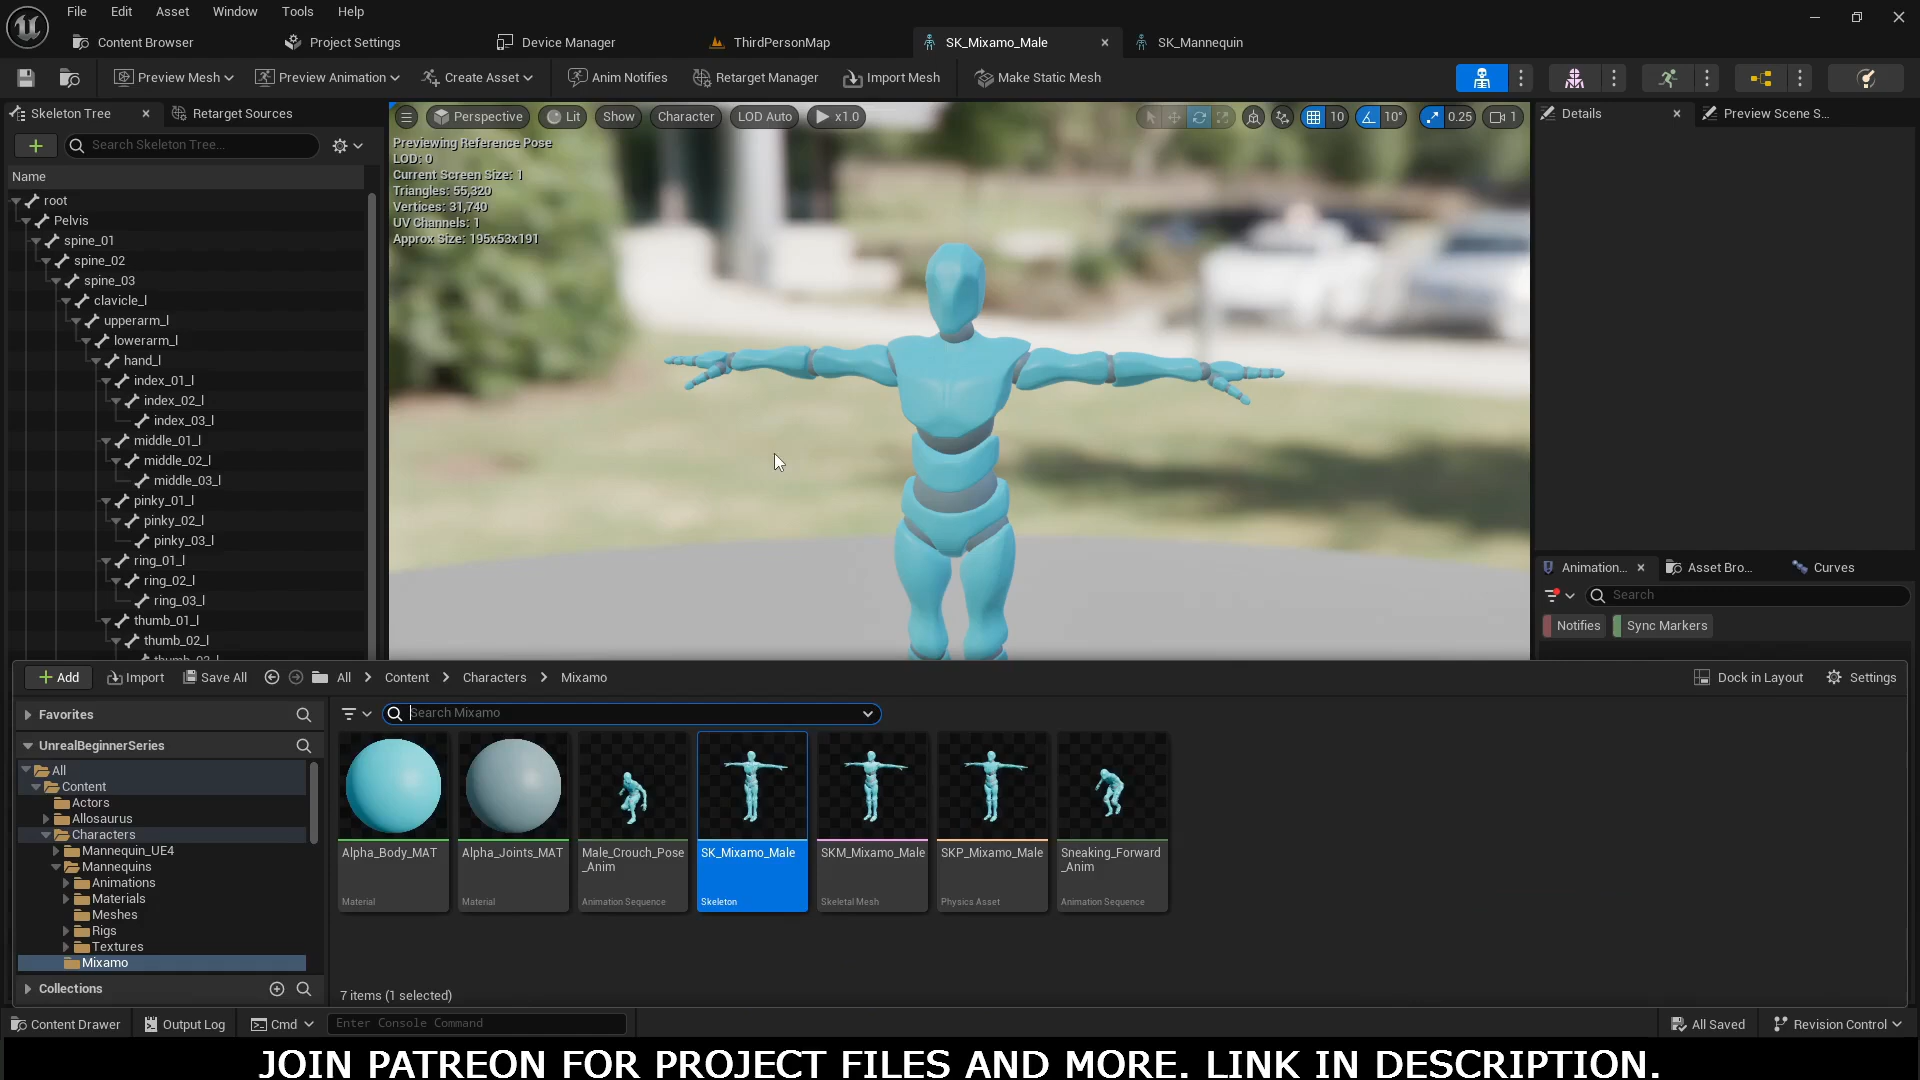 File Edit Asset Window Tools Help
Content Browser Project Settings Device Manager ThirdPersonMap SK_Mixamo_Male SK_Mannequin
Preview Mesh Preview Animation Create Asset Anim Notifies Retarget Manager Import Mesh Make Static Mesh
Skeleton Tree Retarget Sources
Perspective Lit Show Character LOD Auto x1.0 10 10° 0.25 1
Details Preview Scene S...
Search Skeleton Tree...
Previewing Reference Pose
LOD: 0
Current Screen Size: 1
Triangles: 55,320
Vertices: 31,740
UV Channels: 1
Approx Size: 195x53x191
Name
root
Pelvis
spine_01
spine_02
spine_03
clavicle_l
upperarm_l
lowerarm_l
hand_l
index_01_l
index_02_l
index_03_l
middle_01_l
middle_02_l
middle_03_l
pinky_01_l
pinky_02_l
pinky_03_l
ring_01_l
ring_02_l
ring_03_l
thumb_01_l
thumb_02_l
Animation... Asset Bro... Curves
Search
Notifies Sync Markers
Add Import Save All All Content Characters Mixamo Dock in Layout Settings
Favorites
Search Mixamo
UnrealBeginnerSeries
All
Content
Actors
Allosaurus
Characters
Mannequin_UE4
Mannequins
Animations
Materials
Meshes
Rigs
Textures
Mixamo
Collections
Alpha_Body_MAT
Material
Alpha_Joints_MAT
Material
Male_Crouch_Pose
_Anim
Animation Sequence
SK_Mixamo_Male
Skeleton
SKM_Mixamo_Male
Skeletal Mesh
SKP_Mixamo_Male
Physics Asset
Sneaking_Forward
_Anim
Animation Sequence
7 items (1 selected)
Content Drawer Output Log Cmd Enter Console Command All Saved Revision Control
JOIN PATREON FOR PROJECT FILES AND MORE. LINK IN DESCRIPTION.